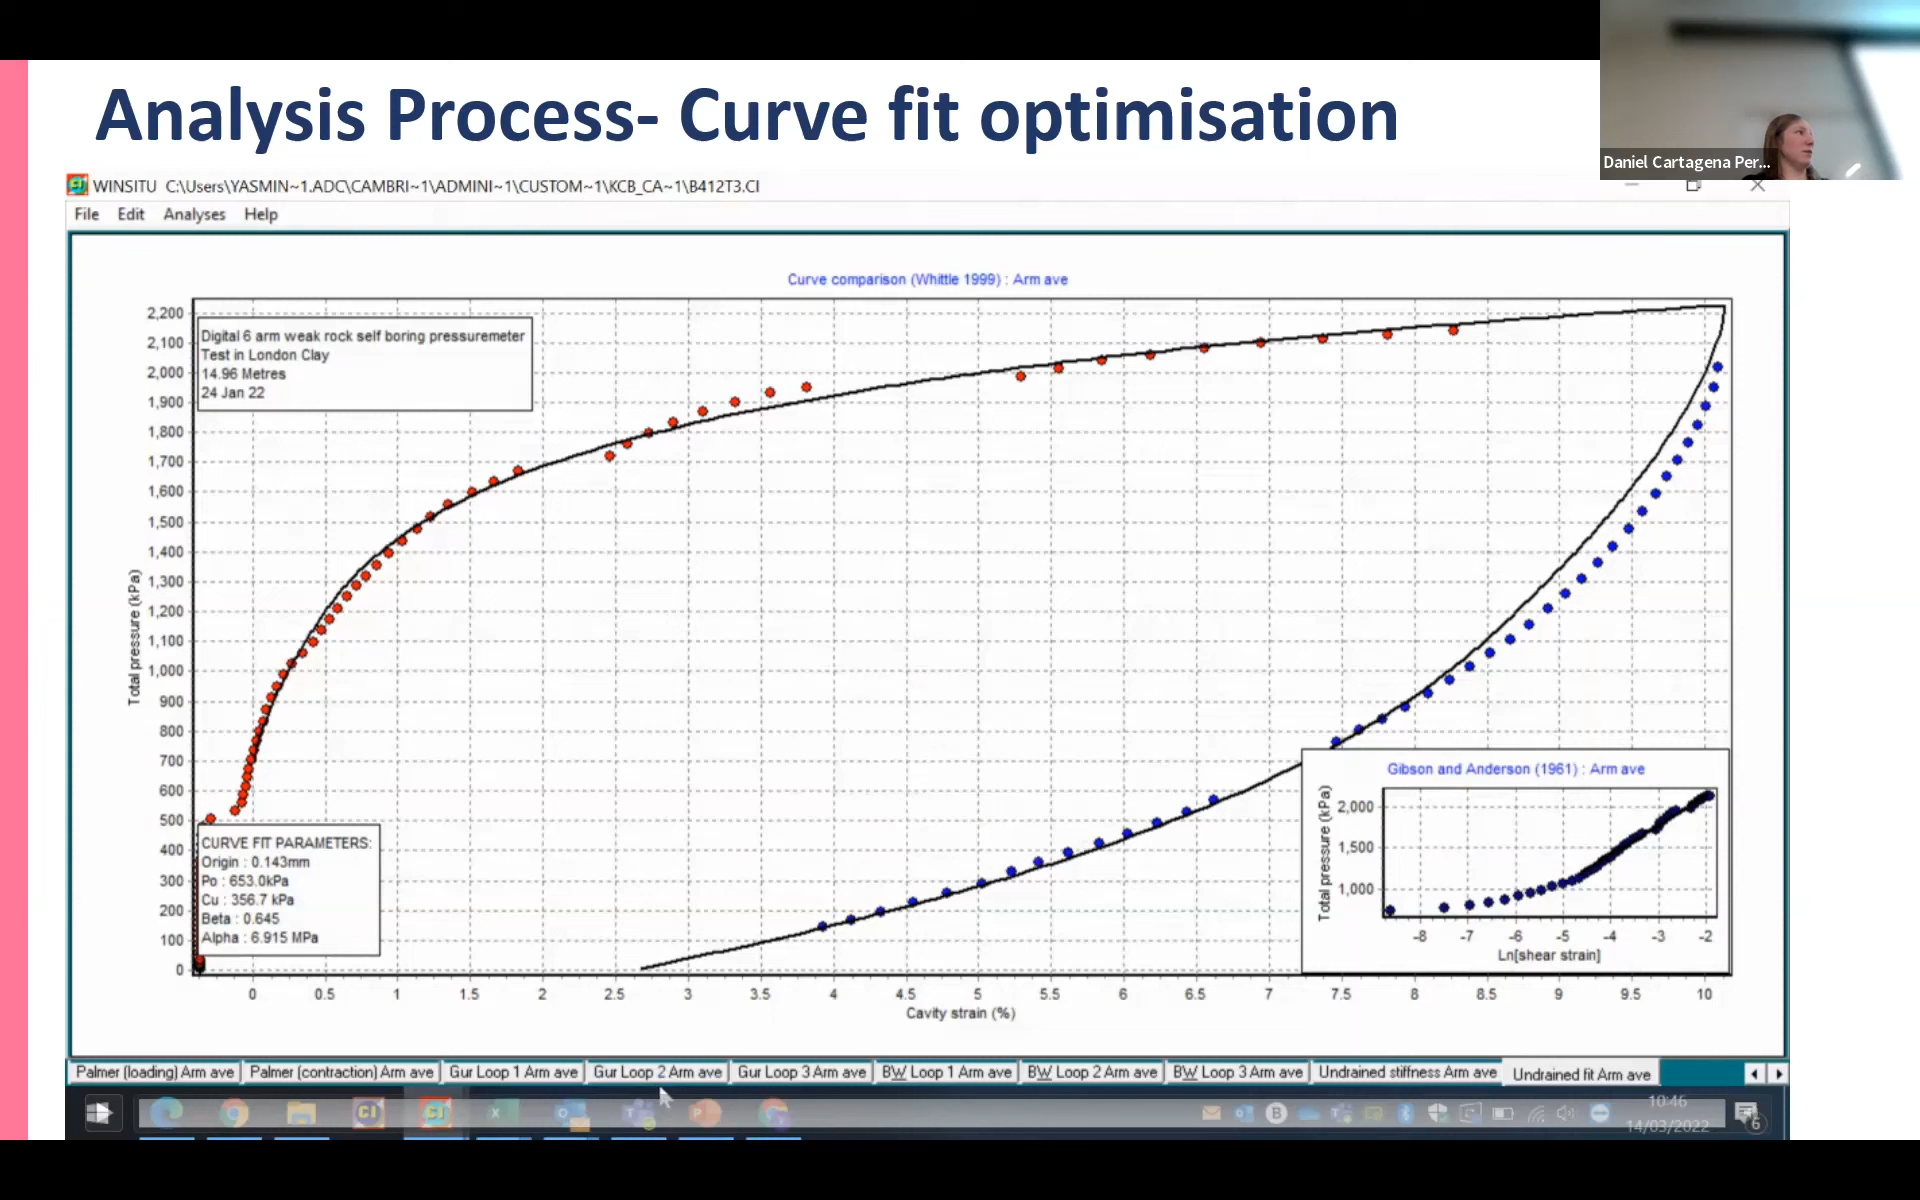 Analysis Process- Curve fit optimisation
Daniel Cartagena Per...
WINSITU C:\Users\YASMIN~1.ADC\CAMBRI~1\ADMINI~1\CUSTOM~1\KCB_CA~1\B412T3.CI
File Edit Analyses Help
Curve comparison (Whittle 1999) : Arm ave
2,200
2,100
2,000
1,900
1,800
1,700
1,600
1,500
1,400
1,300
1,200
1,100
1,000
900
800
700
600
500
400
300
200
100
0
Total pressure (kPa)
Digital 6 arm weak rock self boring pressuremeter
Test in London Clay
14.96 Metres
24 Jan 22
CURVE FIT PARAMETERS:
Origin : 0.143mm
Po : 653.0kPa
Cu : 356.7 kPa
Beta : 0.645
Alpha : 6.915 MPa
Gibson and Anderson (1961) : Arm ave
Total pressure (kPa)
2,000
1,500
1,000
-8 -7 -6 -5 -4 -3 -2
Ln[shear strain]
0 0.5 1 1.5 2 2.5 3 3.5 4 4.5 5 5.5 6 6.5 7 7.5 8 8.5 9 9.5 10
Cavity strain (%)
Palmer (loading) Arm ave Palmer (contraction) Arm ave Gur Loop 1 Arm ave Gur Loop 2 Arm ave Gur Loop 3 Arm ave BW Loop 1 Arm ave BW Loop 2 Arm ave BW Loop 3 Arm ave Undrained stiffness Arm ave Undrained fit Arm ave
10:46
14/03/2022
6